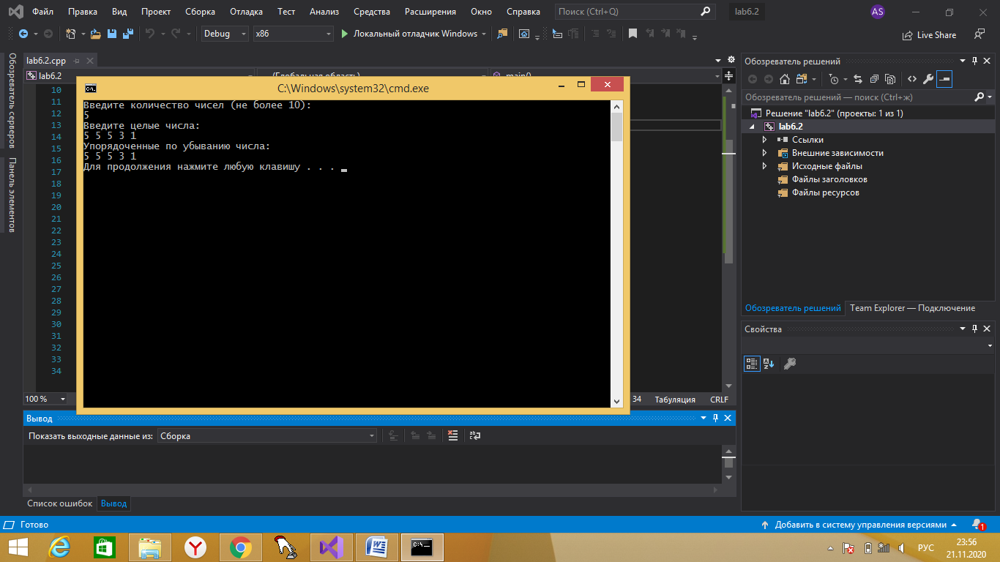 Файл Правка Вид Проект Сборка Отладка Тест Анализ Средства Расширения Окно Справка Поиск (Ctrl+Q) lab6.2 AS
Debug x86 Локальный отладчик Windows Live Share
Обозреватель серверов
Панель элементов
lab6.2.cpp
lab6.2 (Глобальная область) main()
10
11
12
13
14
15
16
17
18
19
20
21
22
23
24
25
26
27
28
29
30
31
32
33
34
C:\Windows\system32\cmd.exe
Введите количество чисел (не более 10):
5
Введите целые числа:
5 5 5 3 1
Упорядоченные по убыванию числа:
5 5 5 3 1
Для продолжения нажмите любую клавишу . . .
100 % 34 Табуляция CRLF
Обозреватель решений
Обозреватель решений — поиск (Ctrl+ж)
Решение "lab6.2" (проекты: 1 из 1)
lab6.2
Ссылки
Внешние зависимости
Исходные файлы
Файлы заголовков
Файлы ресурсов
Обозреватель решений Team Explorer — Подключение
Свойства
Вывод
Показать выходные данные из: Сборка
Список ошибок Вывод
Готово Добавить в систему управления версиями 1
РУС 23:56
21.11.2020